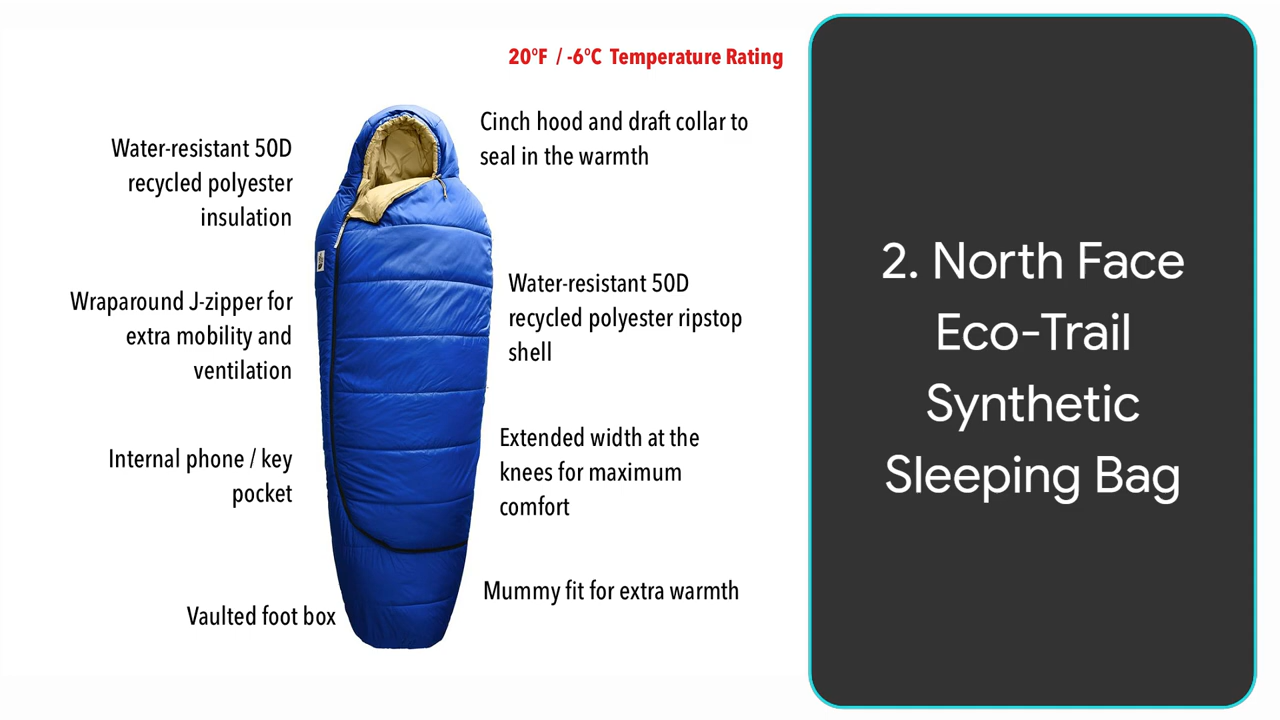 20°F / -6°C Temperature Rating
Cinch hood and draft collar to
seal in the warmth
Water-resistant 50D
recycled polyester
insulation
Water-resistant 50D
recycled polyester ripstop
shell
Wraparound J-zipper for
extra mobility and
ventilation
Extended width at the
knees for maximum
comfort
Internal phone / key
pocket
Mummy fit for extra warmth
Vaulted foot box
2. North Face
Eco-Trail
Synthetic
Sleeping Bag